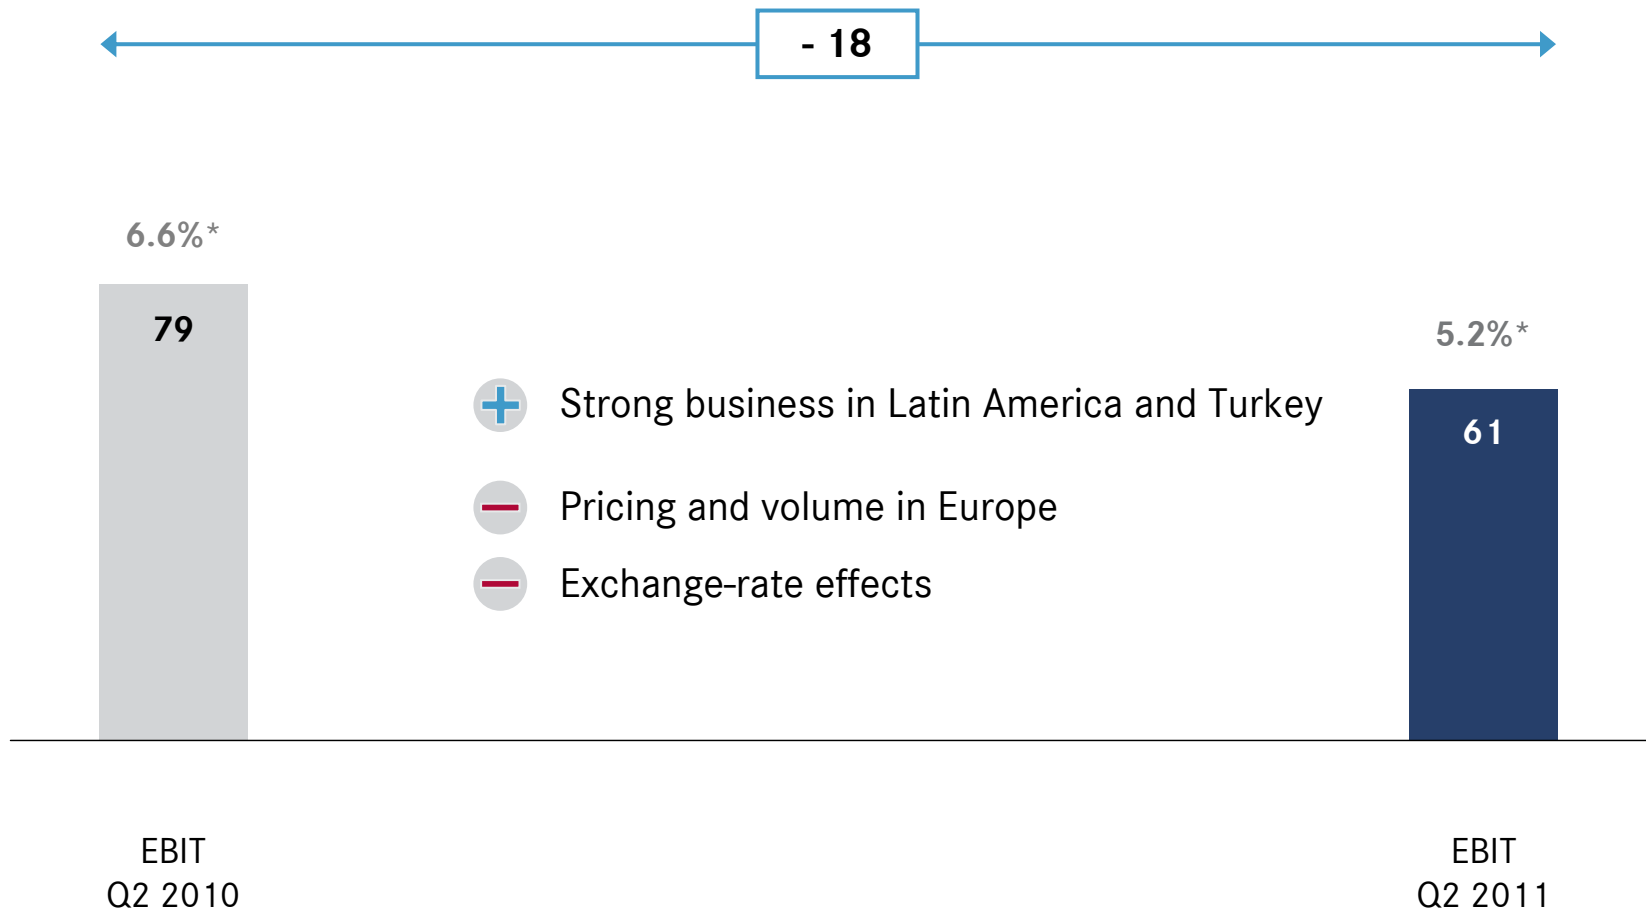 - 18
6.6%*
79
5.2%*
61
Strong business in Latin America and Turkey
Pricing and volume in Europe
Exchange-rate effects
EBIT
Q2 2010
EBIT
Q2 2011